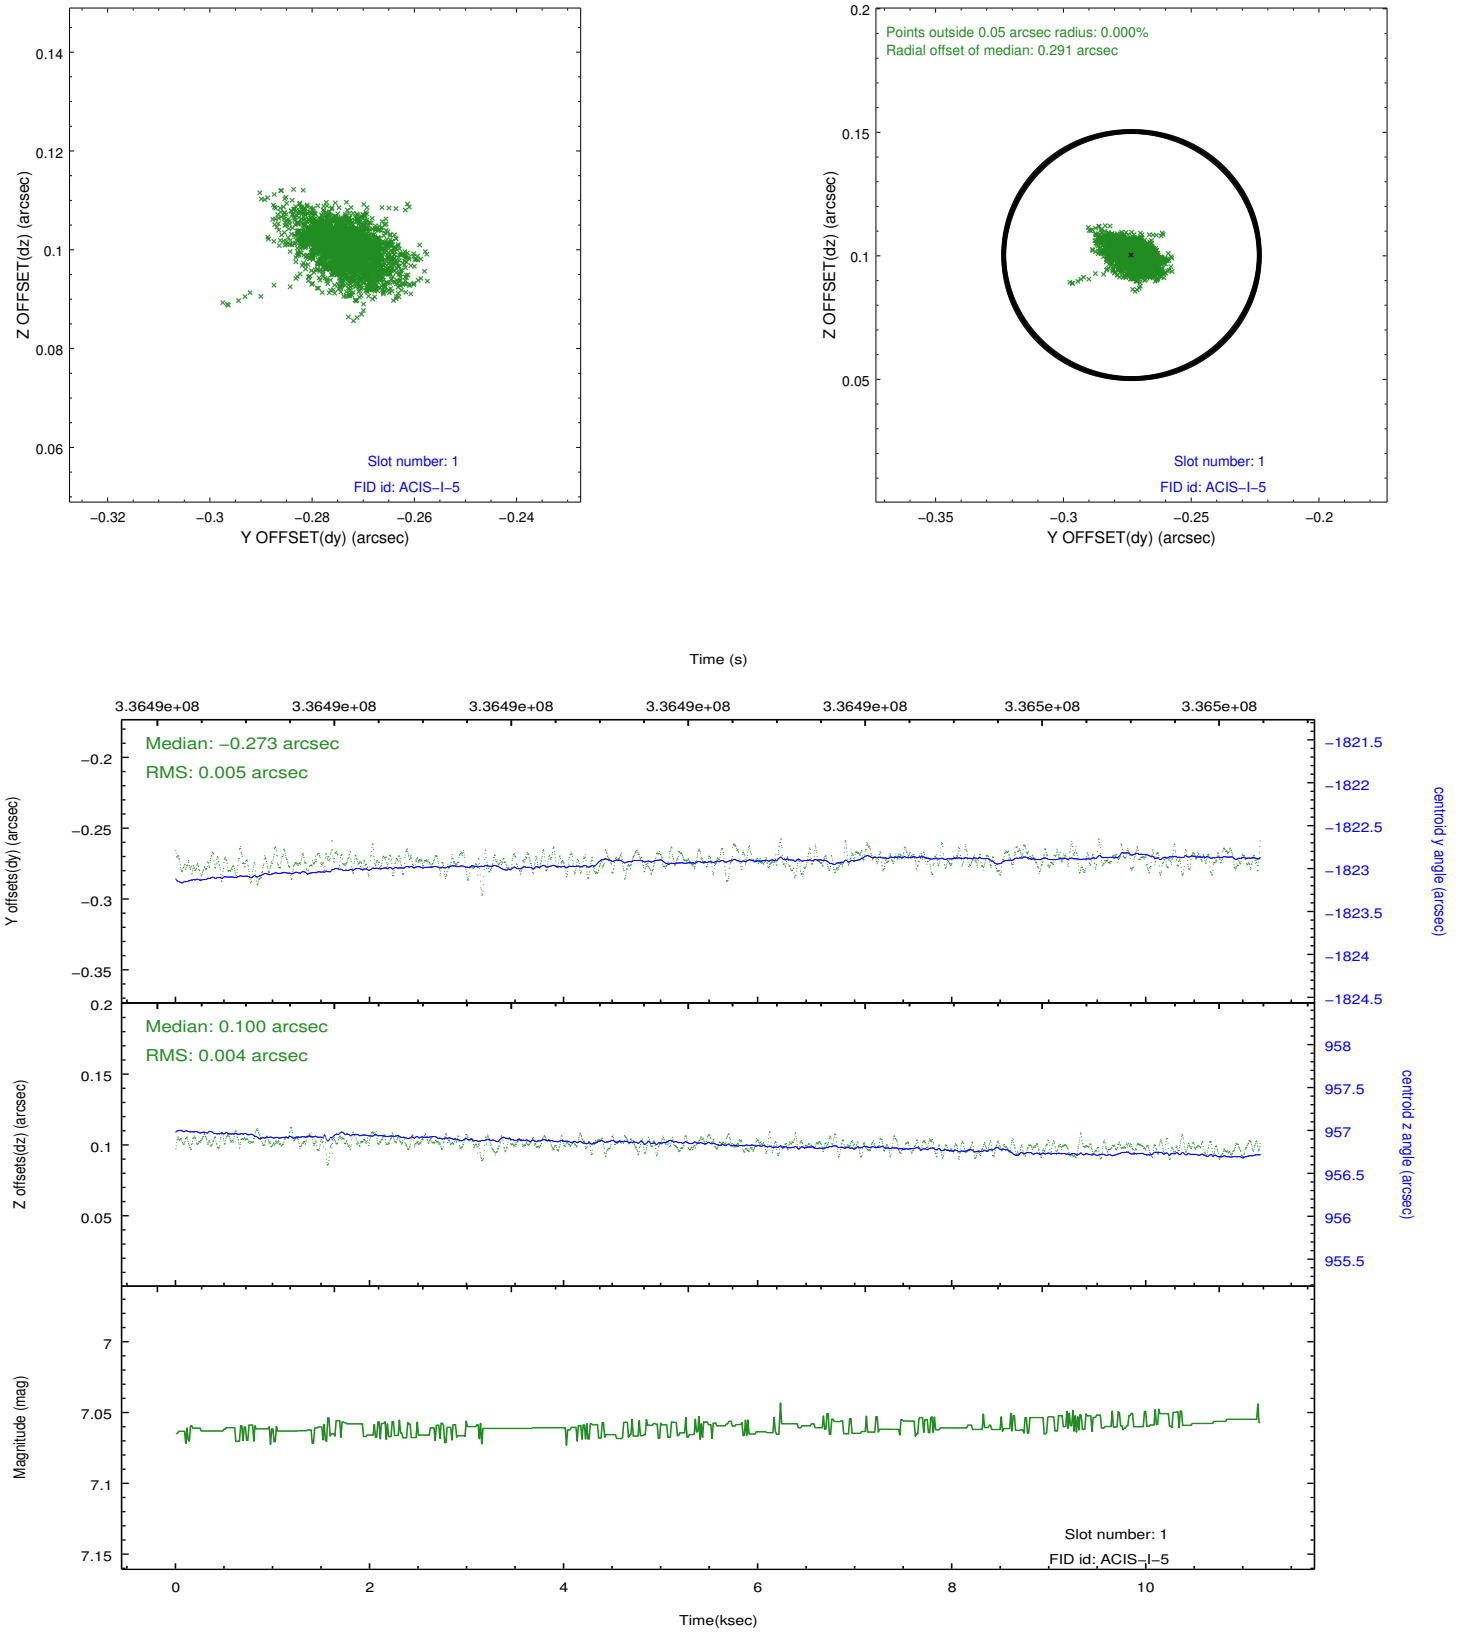 0.14
0.12
0.1
0.08
0.06
Z OFFSET(dz) (arcsec)
Slot number: 1
FID id: ACIS−I−5
−0.32 −0.3 −0.28 −0.26 −0.24
Y OFFSET(dy) (arcsec)
0.2
0.15
0.1
0.05
Z OFFSET(dz) (arcsec)
Points outside 0.05 arcsec radius: 0.000%
Radial offset of median: 0.291 arcsec
Slot number: 1
FID id: ACIS−I−5
−0.35 −0.3 −0.25 −0.2
Y OFFSET(dy) (arcsec)
Time (s)
3.3649e+08 3.3649e+08 3.3649e+08 3.3649e+08 3.3649e+08 3.365e+08 3.365e+08
Median: −0.273 arcsec
RMS: 0.005 arcsec
−0.2
−0.25
−0.3
−0.35
Y offsets(dy) (arcsec)
−1821.5
−1822
−1822.5
−1823
−1823.5
−1824
−1824.5
centroid y angle (arcsec)
Median: 0.100 arcsec
RMS: 0.004 arcsec
0.2
0.15
0.1
0.05
Z offsets(dz) (arcsec)
958
957.5
957
956.5
956
955.5
centroid z angle (arcsec)
7
7.05
7.1
7.15
Magnitude (mag)
Slot number: 1
FID id: ACIS−I−5
0 2 4 6 8 10
Time(ksec)